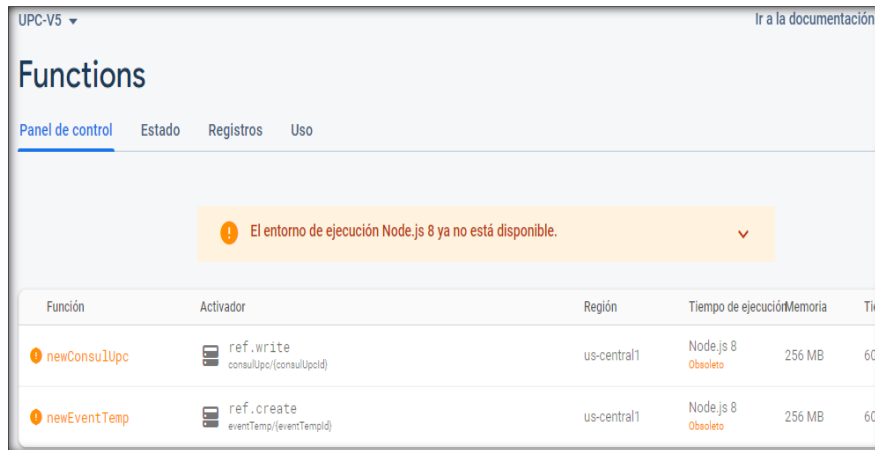 UPC-V5
Ir a la documentación
Functions
Panel de control Estado Registros Uso
El entorno de ejecución Node.js 8 ya no está disponible.
Función Activador Región Tiempo de ejecución Memoria
newConsulUpc ref.write us-central1 Node.js 8 256 MB 60
consulUpc/{consulUpcId} Obsoleto
newEventTemp ref.create us-central1 Node.js 8 256 MB 60
eventTemp/{eventTempId} Obsoleto